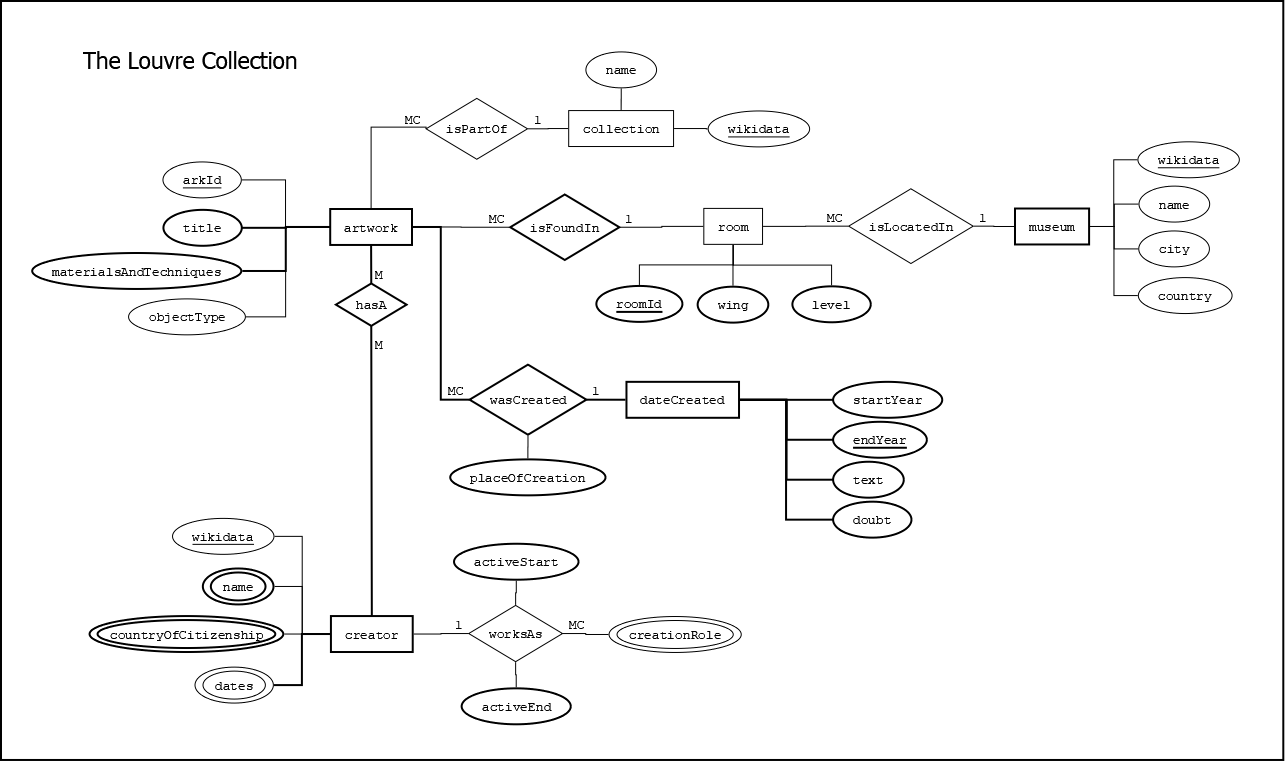 The Louvre Collection
name
MC
isPartOf
1
collection
wikidata
arkId
title
materialsAndTechniques
objectType
artwork
MC
isFoundIn
1
room
MC
isLocatedIn
1
museum
wikidata
name
city
country
roomId
wing
level
M
hasA
M
MC
wasCreated
1
dateCreated
placeOfCreation
startYear
endYear
text
doubt
wikidata
name
countryOfCitizenship
dates
creator
1
worksAs
MC
creationRole
activeStart
activeEnd